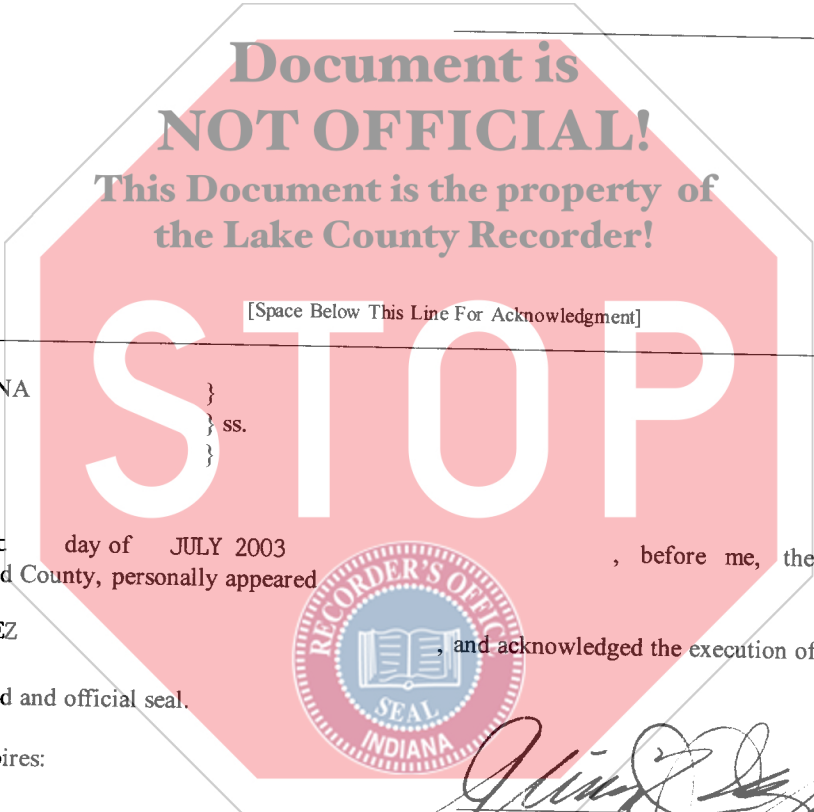 Document is
NOT OFFICIAL!
This Document is the property of
the Lake County Recorder!
[Space Below This Line For Acknowledgment]
STOP
NA }
} ss.
}
day of JULY 2003 , before me, the
d County, personally appeared
EZ , and acknowledged the execution of
d and official seal.
ires:
RECORDER'S OFFICE
SEAL
INDIANA